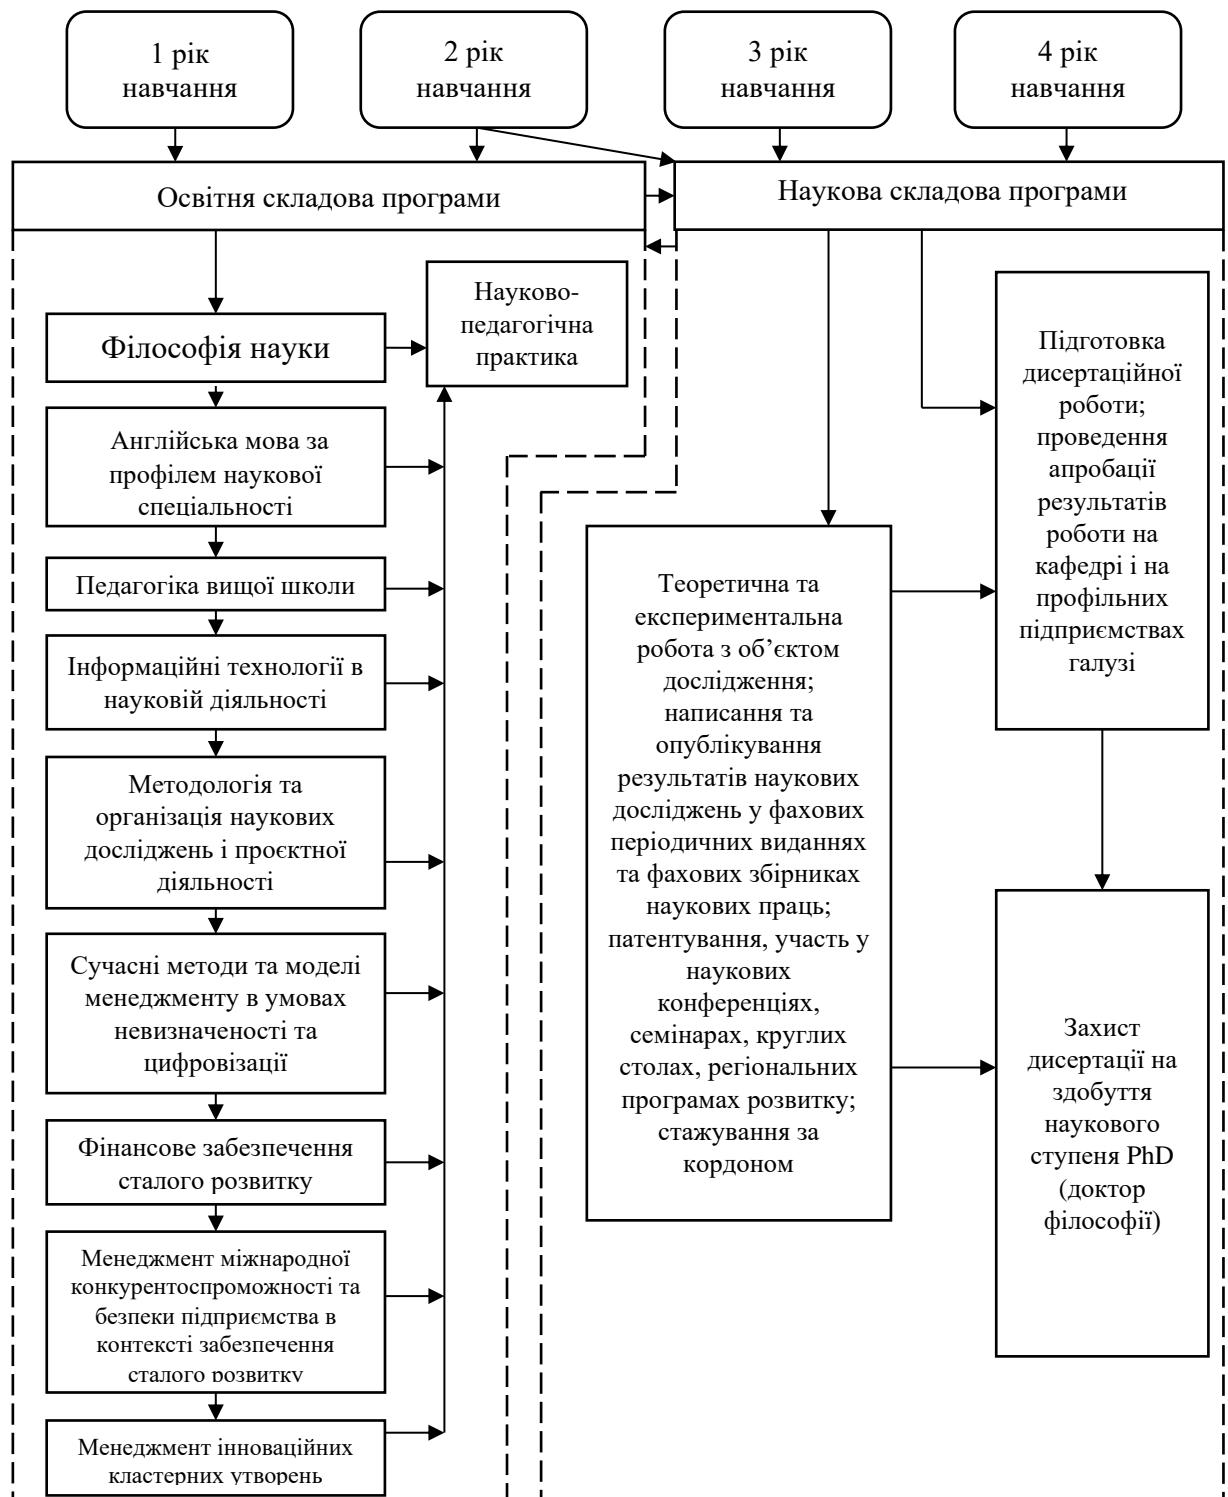 1 рік
навчання
2 рік
навчання
3 рік
навчання
4 рік
навчання
Освітня складова програми
Наукова складова програми
Філософія науки
Науково-
педагогічна
практика
Англійська мова за
профілем наукової
спеціальності
Педагогіка вищої школи
Інформаційні технології в
науковій діяльності
Методологія та
організація наукових
досліджень і проєктної
діяльності
Сучасні методи та моделі
менеджменту в умовах
невизначеності та
цифровізації
Фінансове забезпечення
сталого розвитку
Менеджмент міжнародної
конкурентоспроможності та
безпеки підприємства в
контексті забезпечення
сталого розвитку
Менеджмент інноваційних
кластерних утворень
Теоретична та
експериментальна
робота з об’єктом
дослідження;
написання та
опублікування
результатів наукових
досліджень у фахових
періодичних виданнях
та фахових збірниках
наукових праць;
патентування, участь у
наукових
конференціях,
семінарах, круглих
столах, регіональних
програмах розвитку;
стажування за
кордоном
Підготовка
дисертаційної
роботи;
проведення
апробації
результатів
роботи на
кафедрі і на
профільних
підприємствах
галузі
Захист
дисертації на
здобуття
наукового
ступеня PhD
(доктор
філософії)